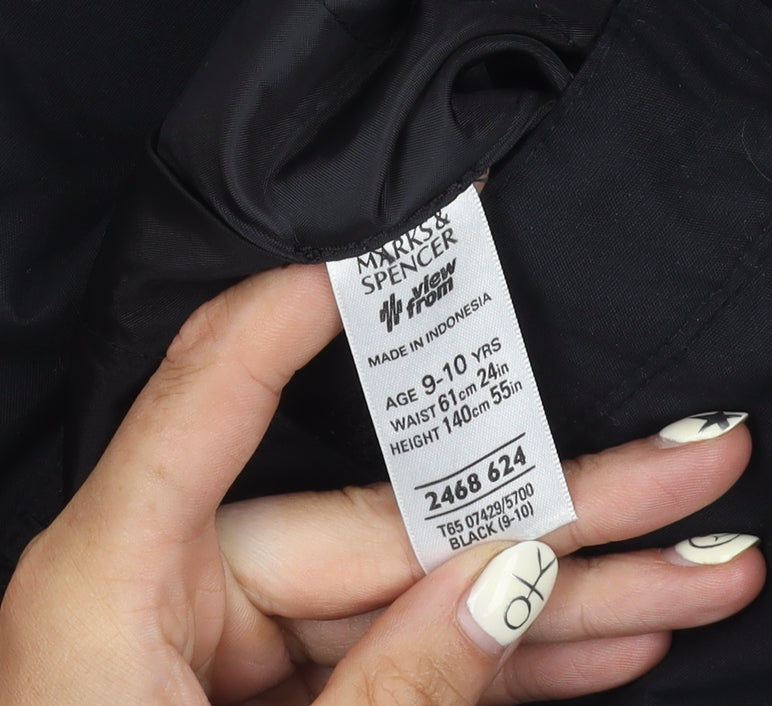 MARKS &
SPENCER
view
from
MADE IN INDONESIA
AGE 9-10 YRS
WAIST 61cm 24in
HEIGHT 140cm 55in
2468 624
T65 07429/5700
BLACK (9-10)
OK